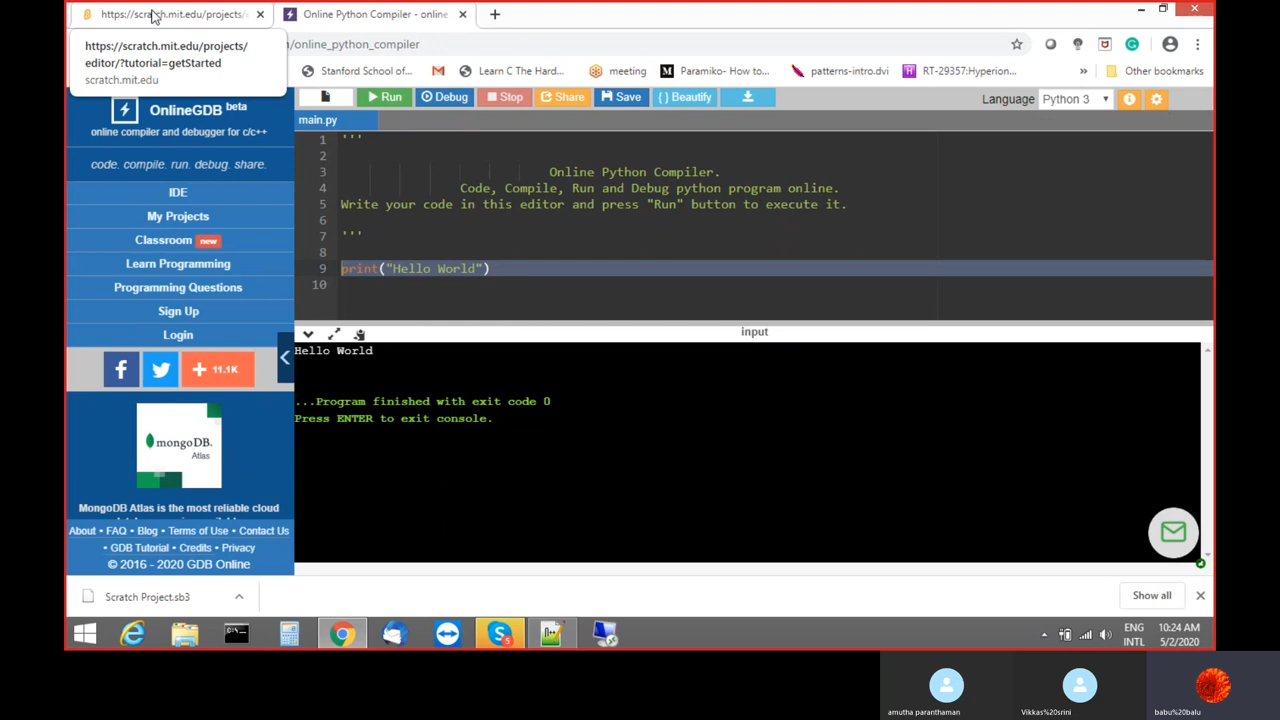 https://scratch.mit.edu/projects/e
Online Python Compiler - online
https://scratch.mit.edu/projects/
editor/?tutorial=getStarted
scratch.mit.edu
/online_python_compiler
Stanford School of...
Learn C The Hard...
meeting
Paramiko- How to...
patterns-intro.dvi
RT-29357:Hyperion...
»
Other bookmarks
OnlineGDB beta
online compiler and debugger for c/c++
code. compile. run. debug. share.
IDE
My Projects
Classroom new
Learn Programming
Programming Questions
Sign Up
Login
+ 11.1K
mongoDB.
Atlas
MongoDB Atlas is the most reliable cloud
About • FAQ • Blog • Terms of Use • Contact Us
• GDB Tutorial • Credits • Privacy
© 2016 - 2020 GDB Online
Run
Debug
Stop
Share
Save
{ } Beautify
Language Python 3
main.py
1 '''
2
3 Online Python Compiler.
4 Code, Compile, Run and Debug python program online.
5 Write your code in this editor and press "Run" button to execute it.
6
7 '''
8
9 print("Hello World")
10
input
Hello World
...Program finished with exit code 0
Press ENTER to exit console.
Scratch Project.sb3
Show all
ENG
INTL
10:24 AM
5/2/2020
amutha paranthaman
Vikkas%20srini
babu%20balu